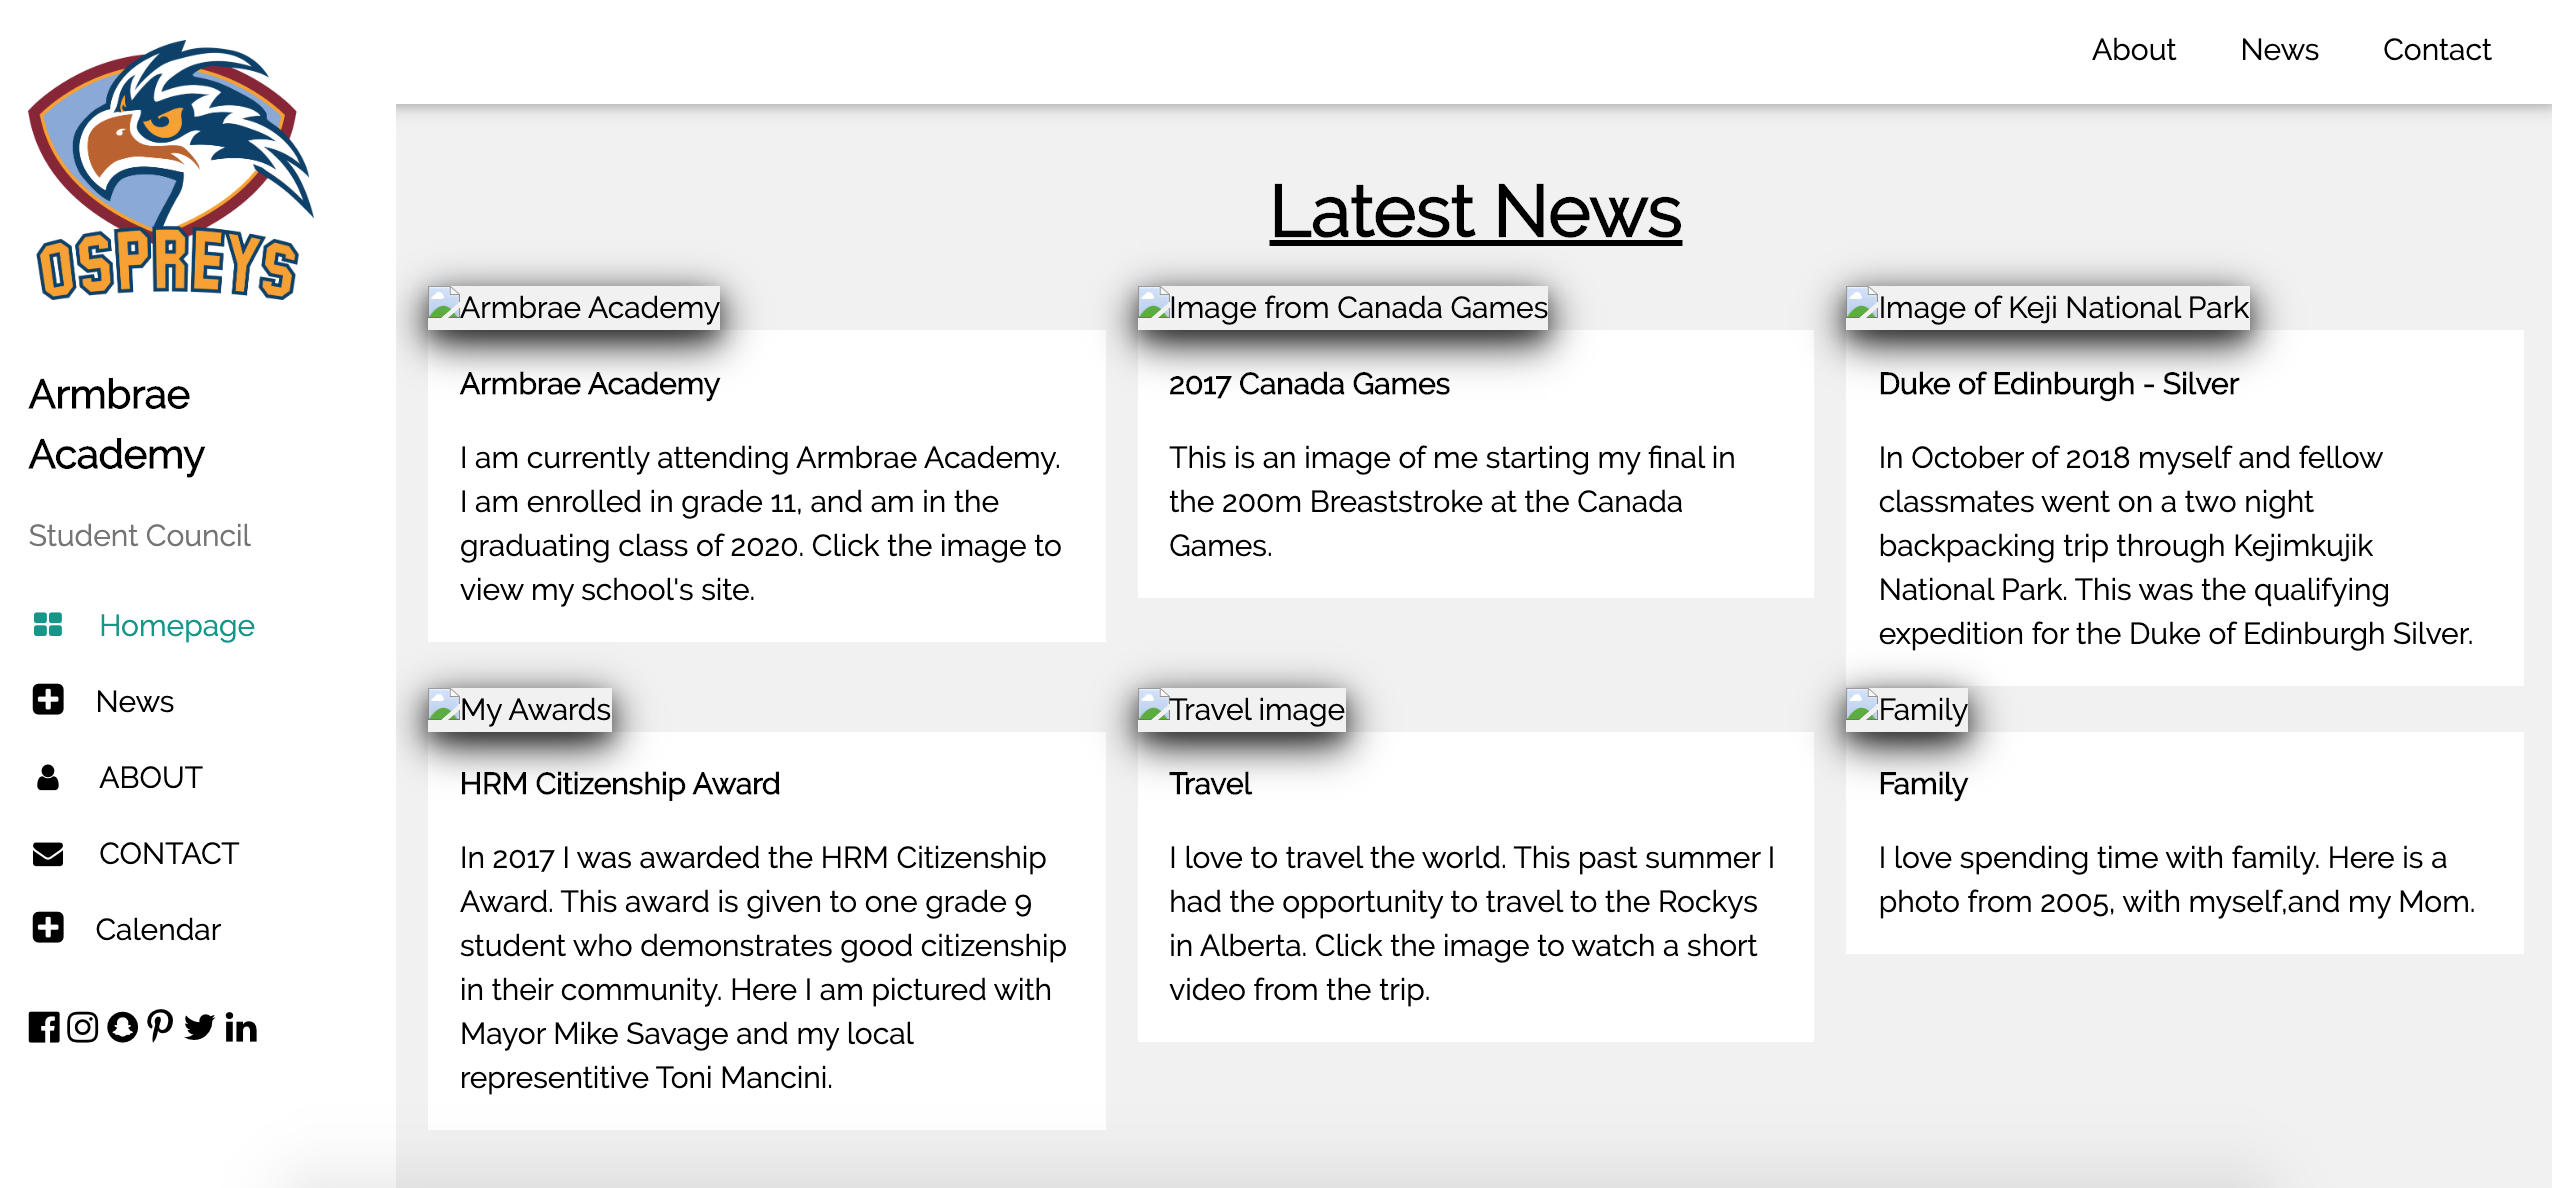 OSPREYS
Armbrae
Academy
Student Council
Homepage
News
ABOUT
CONTACT
Calendar
About News Contact
Latest News
Armbrae Academy
Armbrae Academy
I am currently attending Armbrae Academy.
I am enrolled in grade 11, and am in the
graduating class of 2020. Click the image to
view my school's site.
Image from Canada Games
2017 Canada Games
This is an image of me starting my final in
the 200m Breaststroke at the Canada
Games.
Image of Keji National Park
Duke of Edinburgh - Silver
In October of 2018 myself and fellow
classmates went on a two night
backpacking trip through Kejimkujik
National Park. This was the qualifying
expedition for the Duke of Edinburgh Silver.
My Awards
HRM Citizenship Award
In 2017 I was awarded the HRM Citizenship
Award. This award is given to one grade 9
student who demonstrates good citizenship
in their community. Here I am pictured with
Mayor Mike Savage and my local
representitive Toni Mancini.
Travel image
Travel
I love to travel the world. This past summer I
had the opportunity to travel to the Rockys
in Alberta. Click the image to watch a short
video from the trip.
Family
Family
I love spending time with family. Here is a
photo from 2005, with myself,and my Mom.